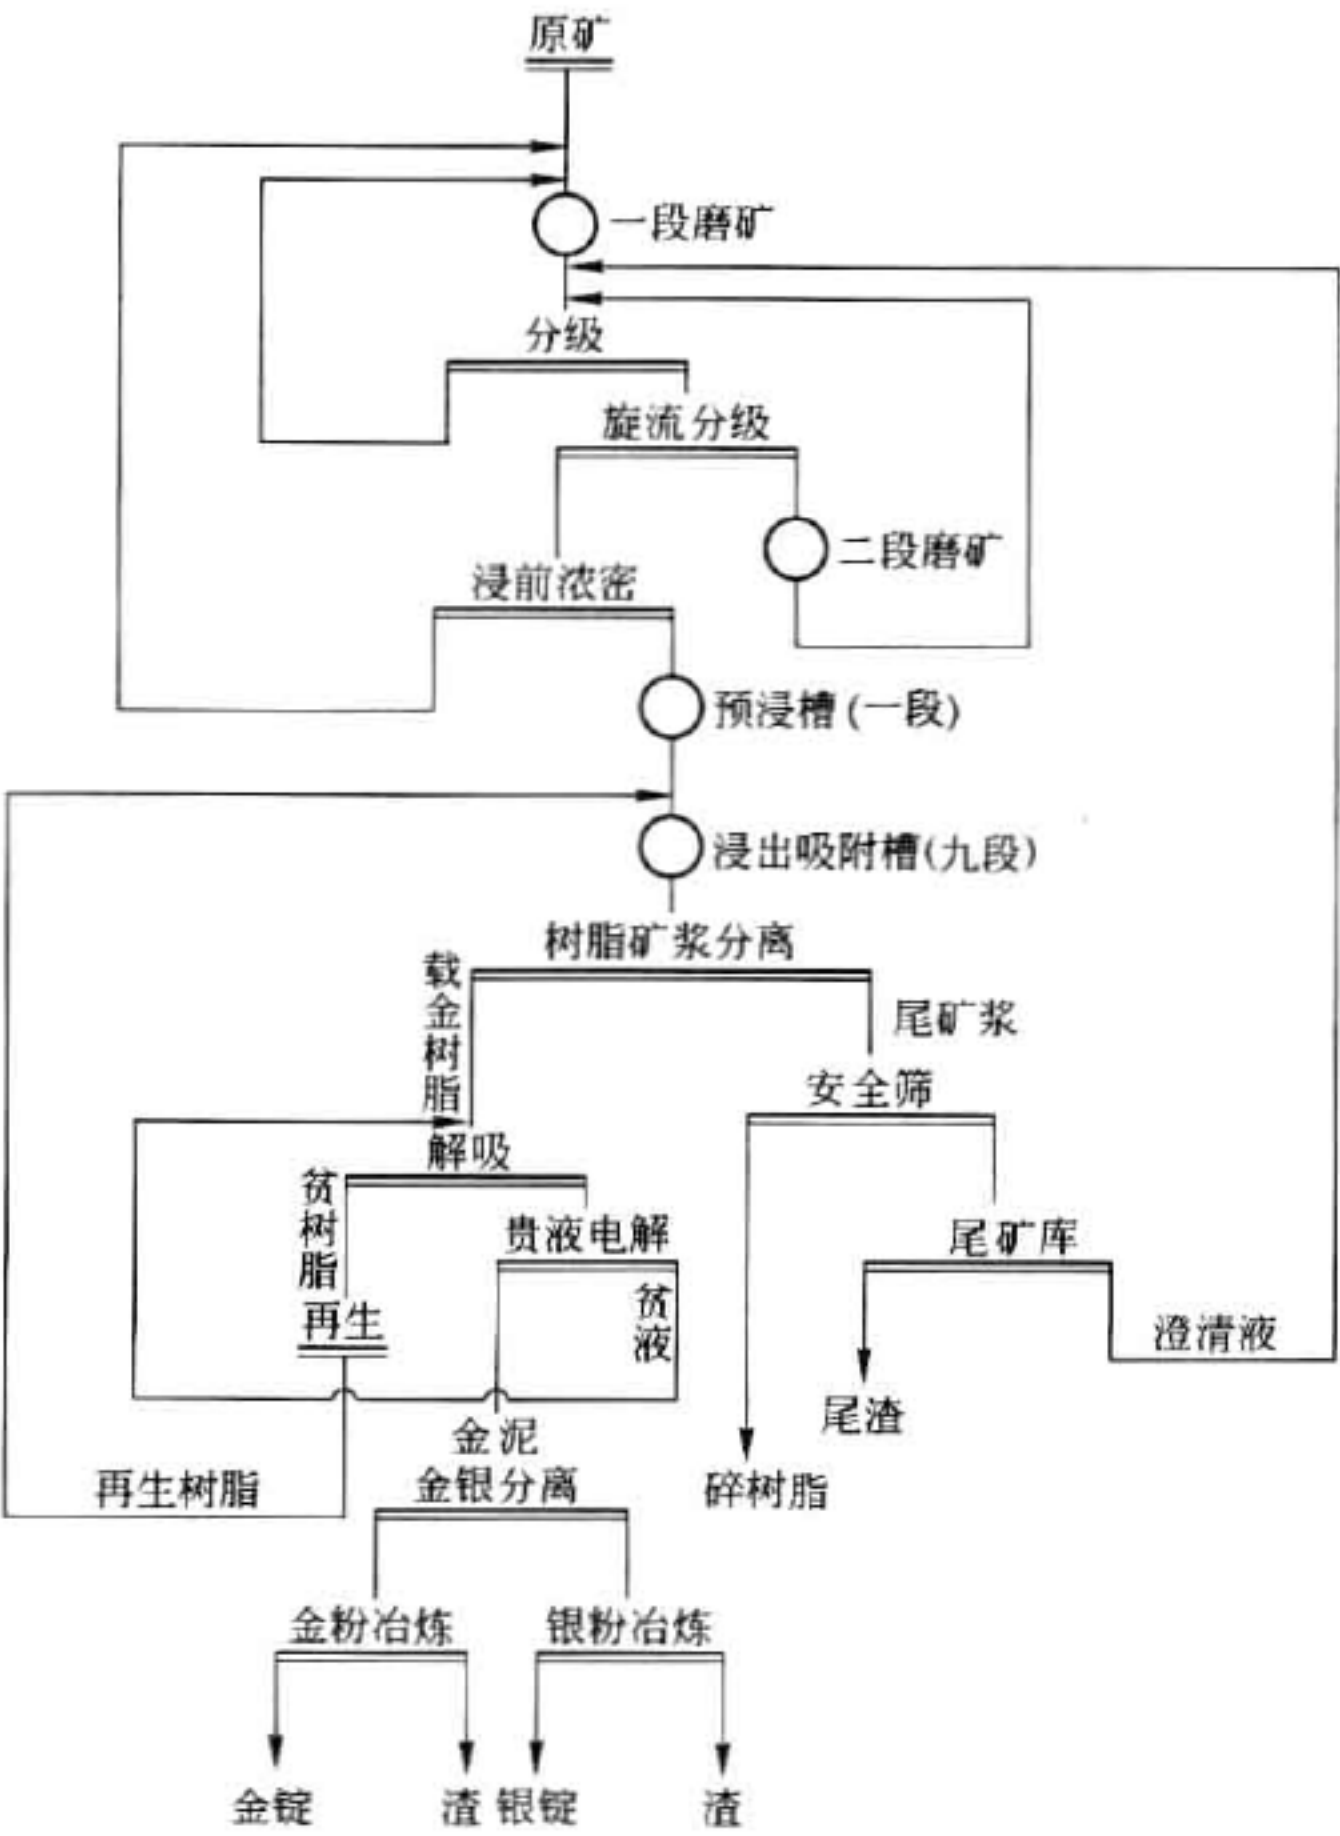 原矿
一段磨矿
分级
旋流分级
二段磨矿
浸前浓密
预浸槽(一段)
浸出吸附槽(九段)
树脂矿浆分离
载金树脂
尾矿浆
安全筛
解吸
贫树脂
贵液电解
尾矿库
贫液
再生
澄清液
尾渣
金泥
再生树脂
金银分离
碎树脂
金粉冶炼
银粉冶炼
金锭
渣
银锭
渣